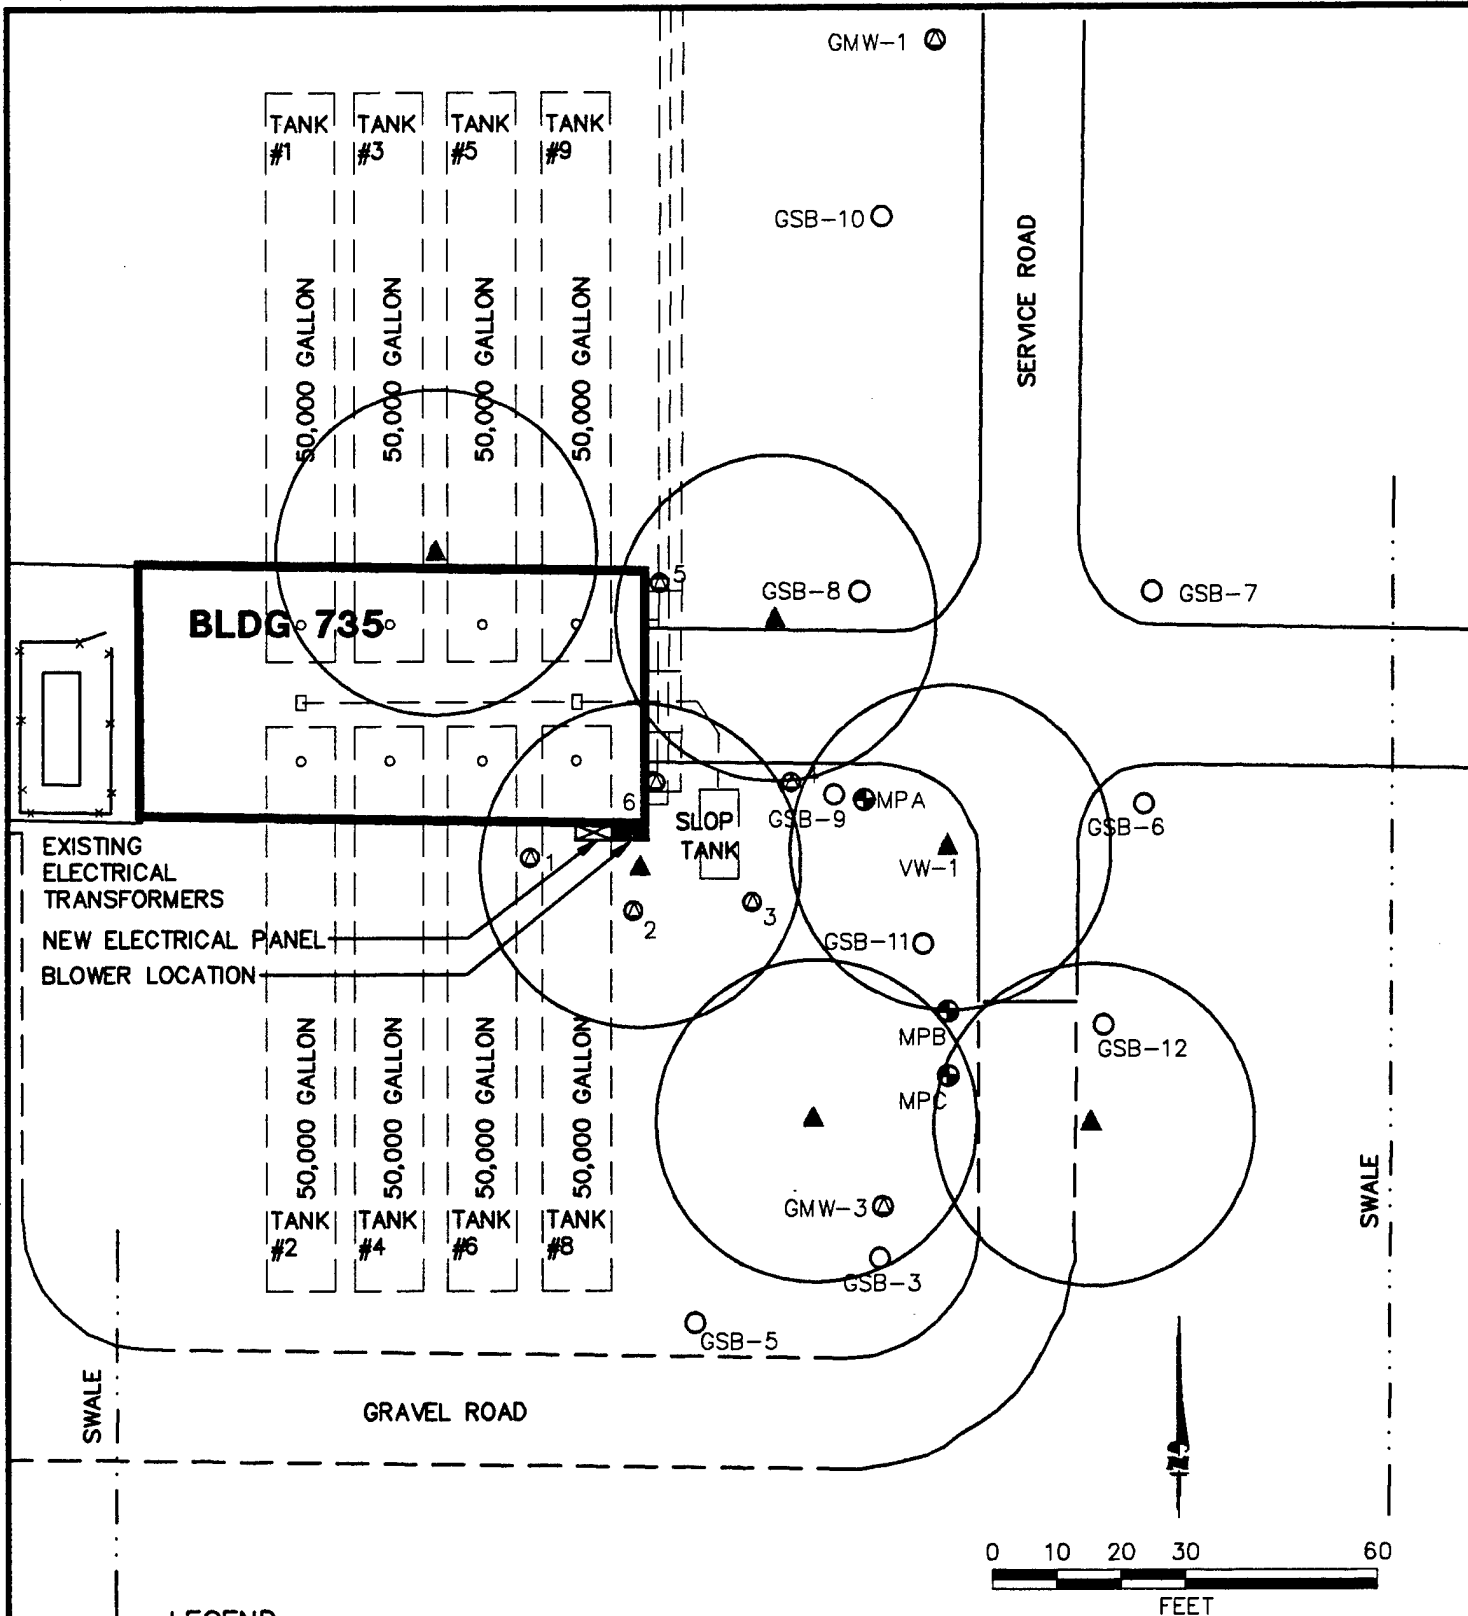 GMW-1
TANK #1
TANK #3
TANK #5
TANK #9
GSB-10
50,000 GALLON
50,000 GALLON
50,000 GALLON
50,000 GALLON
SERVICE ROAD
5
GSB-8
GSB-7
BLDG 735
4
6
GSB-9
MPA
SLOP
TANK
GSB-6
EXISTING
ELECTRICAL
TRANSFORMERS
1
VW-1
2
3
NEW ELECTRICAL PANEL
GSB-11
BLOWER LOCATION
MPB
GSB-12
MPC
50,000 GALLON
50,000 GALLON
50,000 GALLON
50,000 GALLON
SWALE
GMW-3
TANK #2
TANK #4
TANK #6
TANK #8
GSB-3
GSB-5
SWALE
GRAVEL ROAD
0 10 20 30 60
FEET
LEGEND